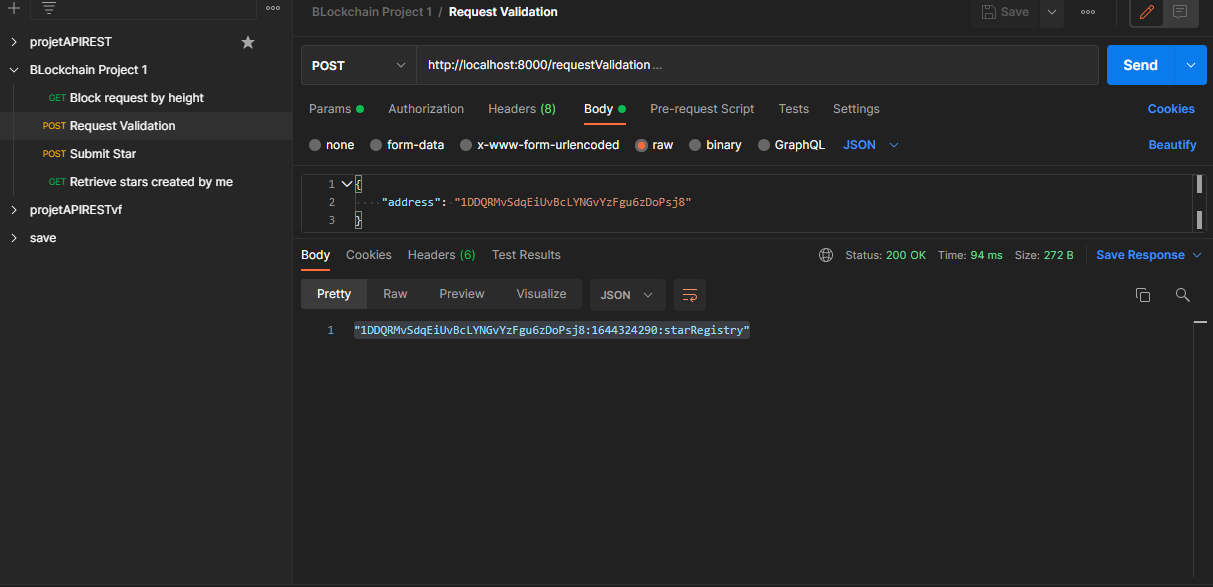 BLockchain Project 1 / Request Validation
Save
projetAPIREST
BLockchain Project 1
GET Block request by height
POST Request Validation
POST Submit Star
GET Retrieve stars created by me
projetAPIRESTvf
save
POST http://localhost:8000/requestValidation... Send
Params Authorization Headers (8) Body Pre-request Script Tests Settings Cookies
none form-data x-www-form-urlencoded raw binary GraphQL JSON Beautify
1 {
2 ····"address":·"1DDQRMvSdqEiUvBcLYNGvYzFgu6zDoPsj8"
3 }
Body Cookies Headers (6) Test Results Status: 200 OK Time: 94 ms Size: 272 B Save Response
Pretty Raw Preview Visualize JSON
1 "1DDQRMvSdqEiUvBcLYNGvYzFgu6zDoPsj8:1644324290:starRegistry"